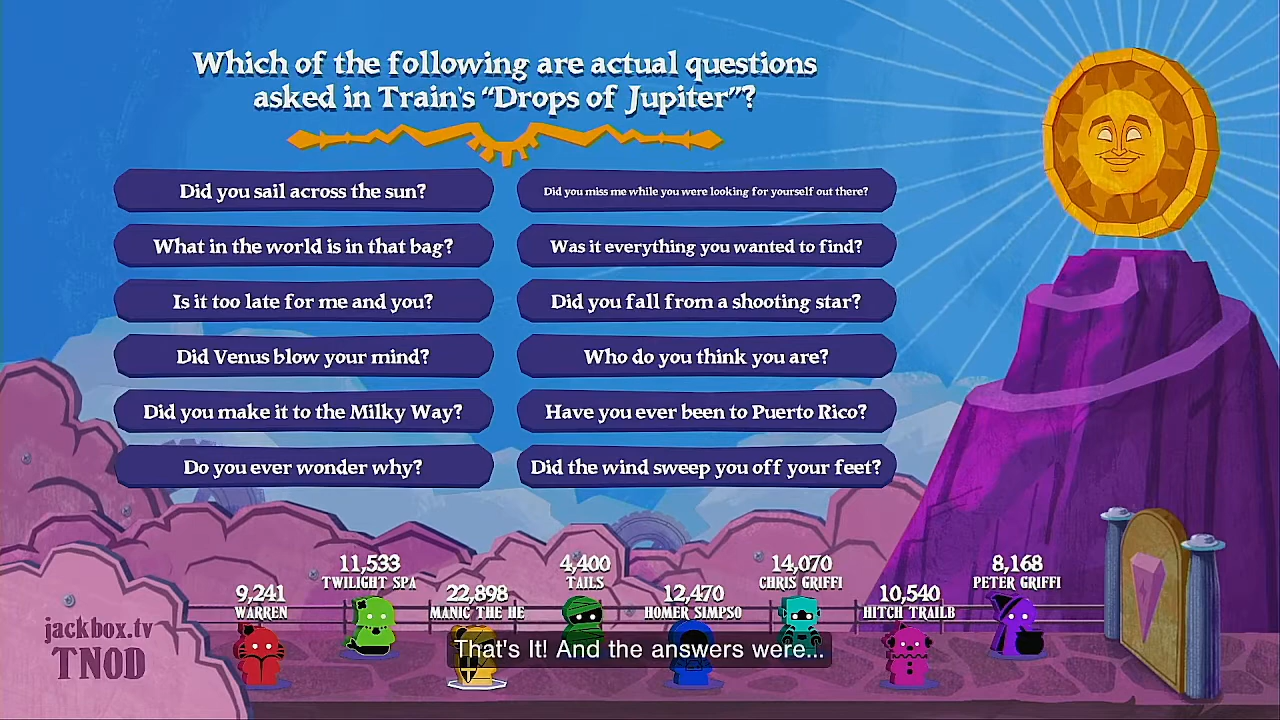 Which of the following are actual questions
asked in Train's "Drops of Jupiter"?
Did you sail across the sun?
Did you miss me while you were looking for yourself out there?
What in the world is in that bag?
Was it everything you wanted to find?
Is it too late for me and you?
Did you fall from a shooting star?
Did Venus blow your mind?
Who do you think you are?
Did you make it to the Milky Way?
Have you ever been to Puerto Rico?
Do you ever wonder why?
Did the wind sweep you off your feet?
9,241
WARREN
11,533
TWILIGHT SPA
22,898
MANIC THE HE
4,400
TAILS
12,470
HOMER SIMPSO
14,070
CHRIS GRIFFI
10,540
HITCH TRAILB
8,168
PETER GRIFFI
jackbox.tv
TNOD
That's It! And the answers were...